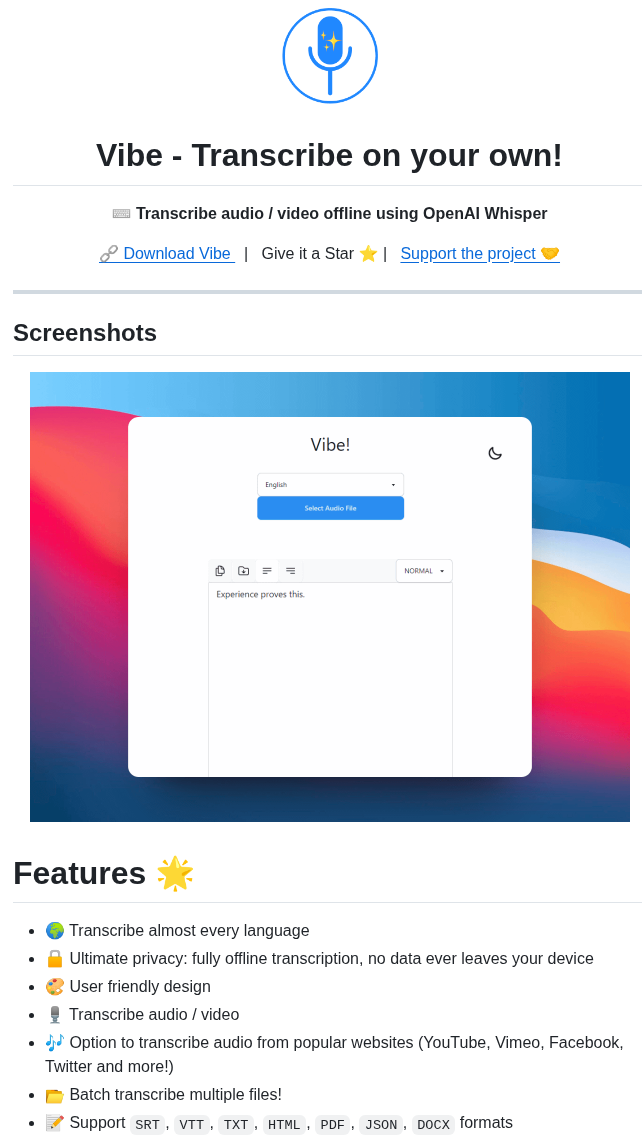 Vibe - Transcribe on your own!
⌨️ Transcribe audio / video offline using OpenAI Whisper
🔗 Download Vibe | Give it a Star ⭐ | Support the project 🤝
Screenshots
Vibe!
English
Select Audio File
NORMAL
Experience proves this.
Features 🌟
🌍 Transcribe almost every language
🔒 Ultimate privacy: fully offline transcription, no data ever leaves your device
🎨 User friendly design
🎙️ Transcribe audio / video
🎶 Option to transcribe audio from popular websites (YouTube, Vimeo, Facebook,
Twitter and more!)
📂 Batch transcribe multiple files!
📝 Support SRT, VTT, TXT, HTML, PDF, JSON, DOCX formats